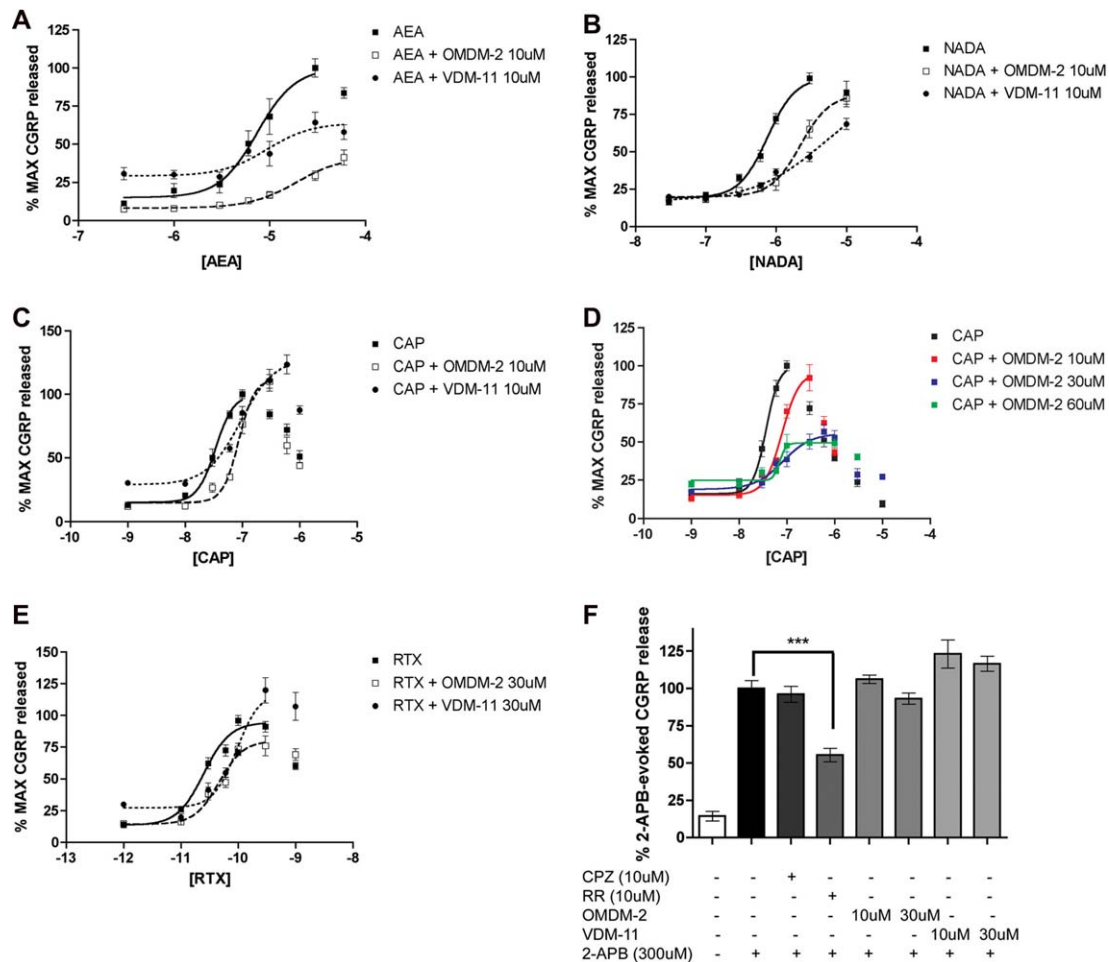 A
% MAX CGRP released
125
100
75
50
25
0
-7 -6 -5 -4
[AEA]
AEA
AEA + OMDM-2 10uM
AEA + VDM-11 10uM
B
% MAX CGRP released
125
100
75
50
25
0
-8 -7 -6 -5 -4
[NADA]
NADA
NADA + OMDM-2 10uM
NADA + VDM-11 10uM
C
% MAX CGRP released
150
100
50
0
-10 -9 -8 -7 -6 -5
[CAP]
CAP
CAP + OMDM-2 10uM
CAP + VDM-11 10uM
D
% MAX CGRP released
125
100
75
50
25
0
-10 -9 -8 -7 -6 -5 -4
[CAP]
CAP
CAP + OMDM-2 10uM
CAP + OMDM-2 30uM
CAP + OMDM-2 60uM
E
% MAX CGRP released
150
125
100
75
50
25
0
-13 -12 -11 -10 -9 -8
[RTX]
RTX
RTX + OMDM-2 30uM
RTX + VDM-11 30uM
F
% 2-APB-evoked CGRP release
125
100
75
50
25
0
***
CPZ (10uM) - - + - - - - -
RR (10uM) - - - + - - - -
OMDM-2 - - - - 10uM 30uM - -
VDM-11 - - - - - - 10uM 30uM
2-APB (300uM) - + + + + + + +